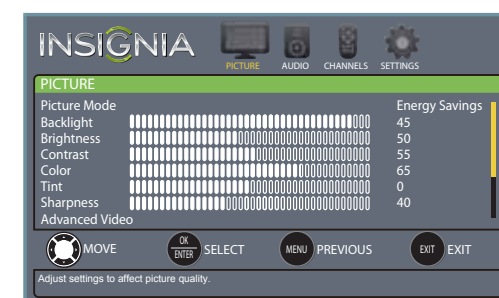 INSIGNIA
PICTURE AUDIO CHANNELS SETTINGS
PICTURE
Picture Mode Energy Savings
Backlight 45
Brightness 50
Contrast 55
Color 65
Tint 0
Sharpness 40
Advanced Video
MOVE OK ENTER SELECT MENU PREVIOUS EXIT EXIT
Adjust settings to affect picture quality.